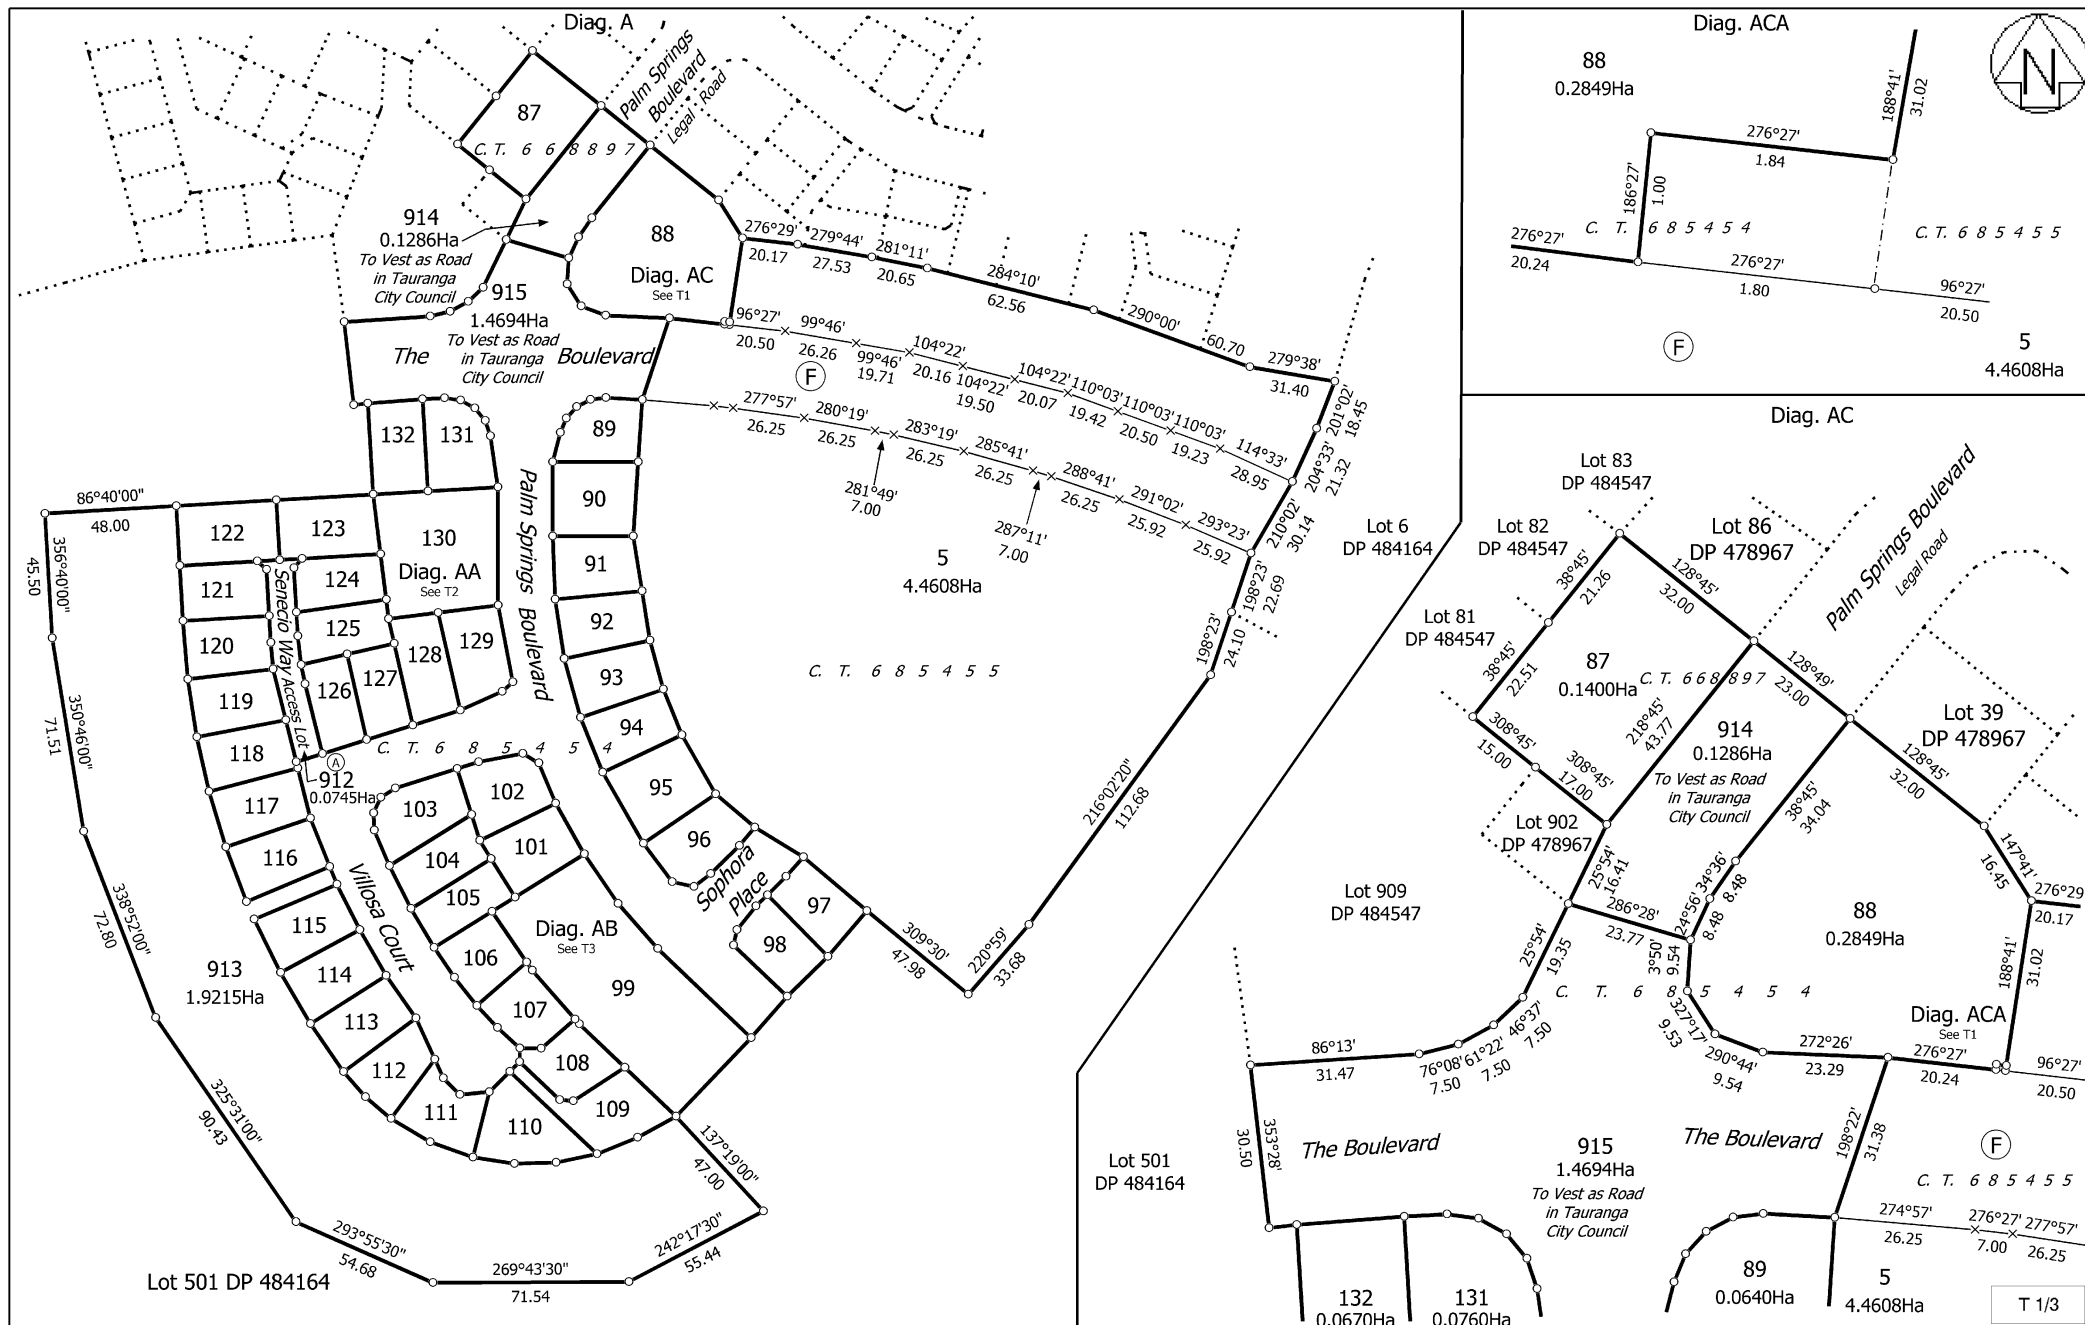 Diag. A
Palm Springs
Boulevard
Legal Road
87
C. T. 6 6 8 8 9 7
914
0.1286Ha
To Vest as Road
in Tauranga
City Council
88
Diag. AC
See T1
915
1.4694Ha
To Vest as Road
in Tauranga
City Council
The Boulevard
276°29'
20.17
279°44'
27.53
281°11'
20.65
284°10'
62.56
290°00'
60.70
279°38'
31.40
201°02'
18.45
204°33'
21.32
210°02'
30.14
198°23'
22.69
198°23'
24.10
216°02'20"
112.68
220°59'
33.68
309°30'
47.98
96°27'
20.50
99°46'
26.26
99°46'
19.71
104°22'
20.16
104°22'
19.50
104°22'
20.07
110°03'
19.42
110°03'
20.50
110°03'
19.23
114°33'
28.95
F
277°57'
26.25
280°19'
26.25
281°49'
7.00
283°19'
26.25
285°41'
26.25
287°11'
7.00
288°41'
26.25
291°02'
25.92
293°23'
25.92
5
4.4608Ha
C. T. 6 8 5 4 5 5
Lot 6
DP 484164
132
131
89
90
91
92
93
94
95
96
97
98
99
Palm Springs Boulevard
86°40'00"
48.00
356°40'00"
45.50
350°46'00"
71.51
338°52'00"
72.80
325°31'00"
90.43
293°55'30"
54.68
269°43'30"
71.54
242°17'30"
55.44
137°19'00"
47.00
122
123
130
Diag. AA
See T2
121
124
120
125
119
126
127
128
129
118
117
116
115
114
113
112
111
110
109
108
107
106
105
104
103
102
101
Senecio Way Access Lot
C. T. 6 8 5 4 5 4
A
912
0.0745Ha
Villosa Court
Sophora
Place
Diag. AB
See T3
913
1.9215Ha
Lot 501 DP 484164
Diag. ACA
N
88
0.2849Ha
188°41'
31.02
276°27'
1.84
186°27'
1.00
C. T. 6 8 5 4 5 4
C. T. 6 8 5 4 5 5
276°27'
20.24
276°27'
1.80
96°27'
20.50
F
5
4.4608Ha
Diag. AC
Lot 83
DP 484547
Lot 82
DP 484547
Lot 86
DP 478967
Palm Springs Boulevard
Legal Road
38°45'
21.26
128°45'
32.00
Lot 81
DP 484547
38°45'
22.51
87
0.1400Ha
C. T. 6 6 8 8 9 7
128°49'
23.00
218°45'
43.77
914
0.1286Ha
To Vest as Road
in Tauranga
City Council
Lot 39
DP 478967
308°45'
15.00
308°45'
17.00
128°45'
32.00
38°45'
34.04
Lot 902
DP 478967
25°54'
16.41
34°36'
8.48
24°56'
8.48
147°41'
16.45
276°29
20.17
Lot 909
DP 484547
286°28'
23.77
88
0.2849Ha
25°54'
19.35
3°50'
9.54
188°41'
31.02
C. T. 6 8 5 4 5 4
327°17'
9.53
Diag. ACA
See T1
86°13'
31.47
76°08'
7.50
61°22'
7.50
46°37'
7.50
290°44'
9.54
272°26'
23.29
276°27'
20.24
96°27'
20.50
353°28'
30.50
The Boulevard
915
1.4694Ha
To Vest as Road
in Tauranga
City Council
The Boulevard
198°22'
31.38
F
C. T. 6 8 5 4 5 5
Lot 501
DP 484164
274°57'
26.25
276°27'
7.00
277°57'
26.25
132
0.0670Ha
131
0.0760Ha
89
0.0640Ha
5
4.4608Ha
T 1/3